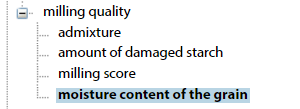 milling quality
admixture
amount of damaged starch
milling score
moisture content of the grain